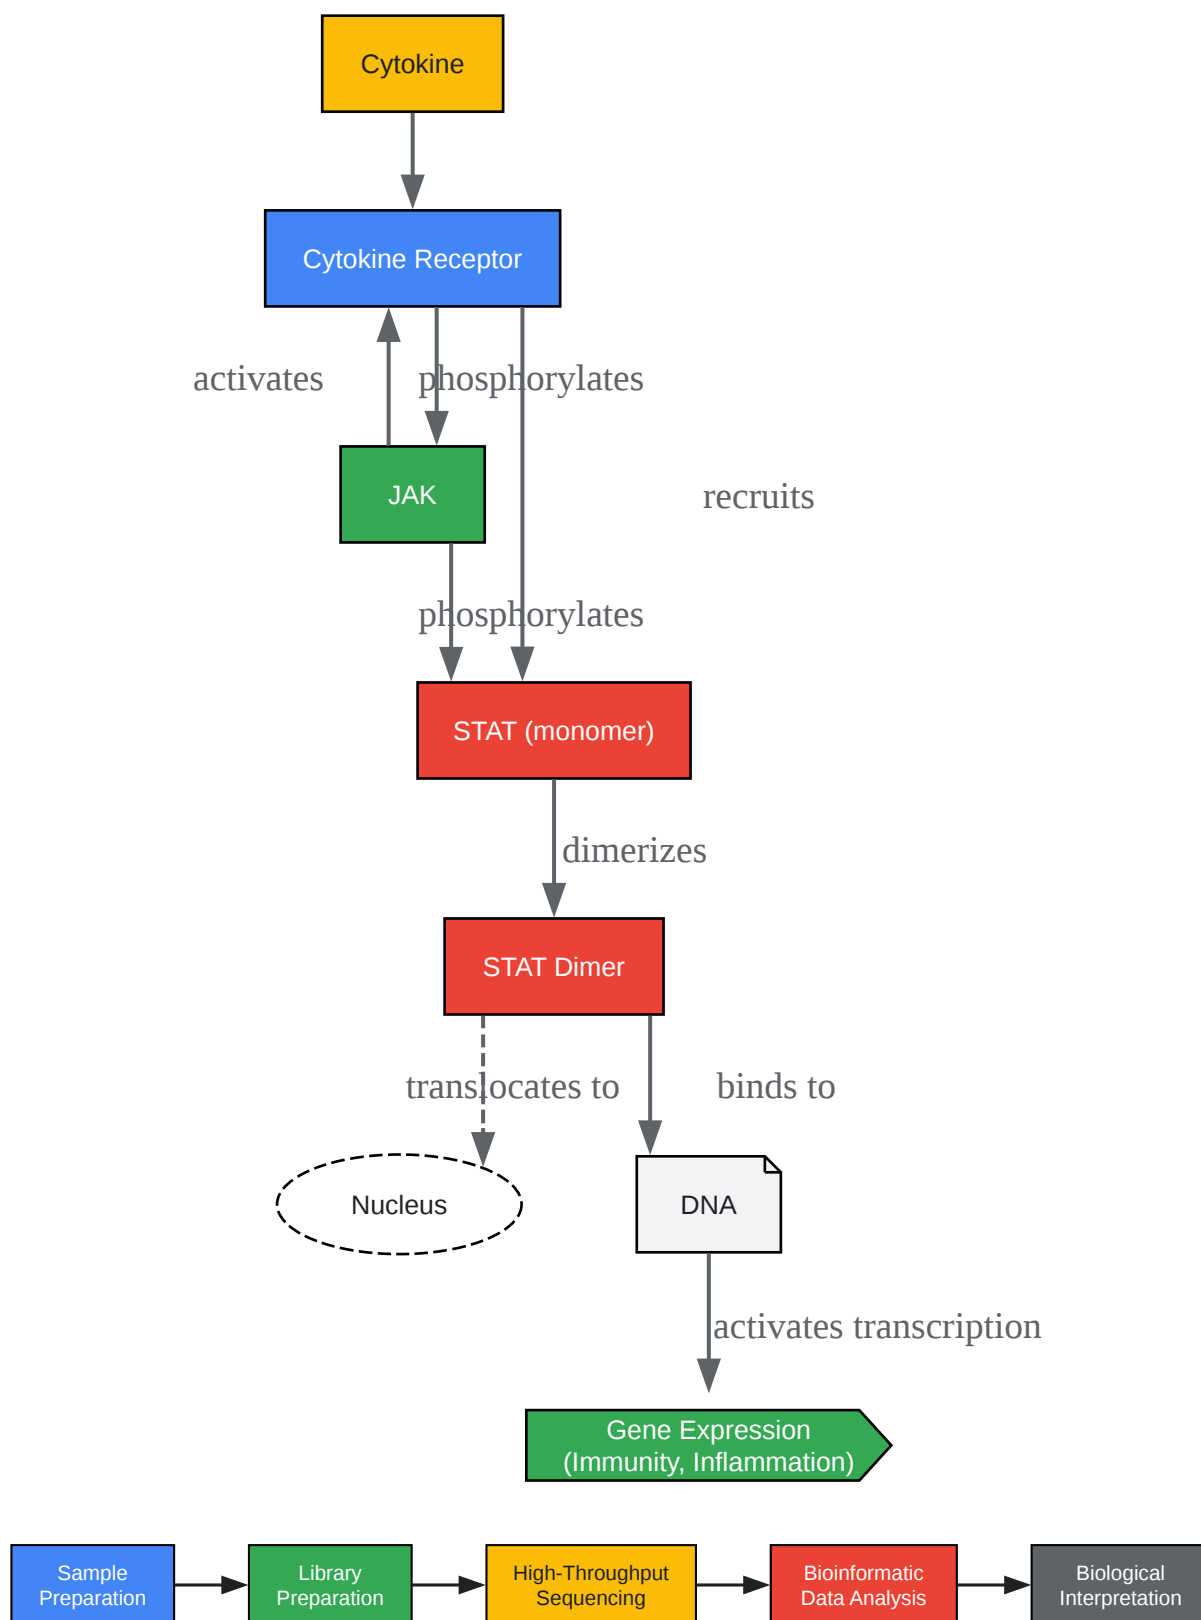 Cytokine
Cytokine Receptor
activates
phosphorylates
JAK
recruits
phosphorylates
STAT (monomer)
dimerizes
STAT Dimer
translocates to
binds to
Nucleus
DNA
activates transcription
Gene Expression
(Immunity, Inflammation)
Sample
Preparation
Library
Preparation
High-Throughput
Sequencing
Bioinformatic
Data Analysis
Biological
Interpretation